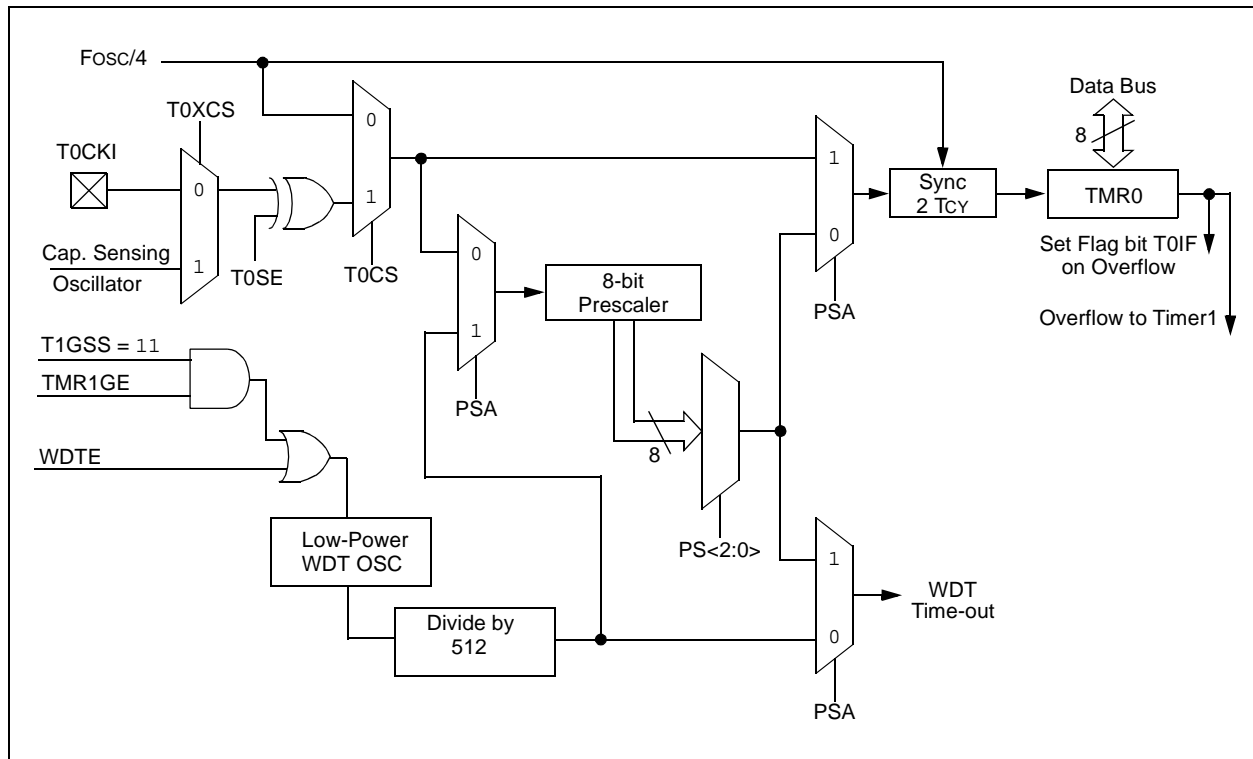 FOSC/4
Data Bus
T0XCS
0
8
T0CKI
1
0
Sync
2 TCY
TMR0
1
0
Cap. Sensing
Oscillator
1
T0SE
T0CS
0
8-bit
Prescaler
Set Flag bit T0IF
on Overflow
PSA
Overflow to Timer1
T1GSS = 11
1
TMR1GE
PSA
8
WDTE
Low-Power
WDT OSC
PS<2:0>
1
WDT
Time-out
Divide by
512
0
PSA